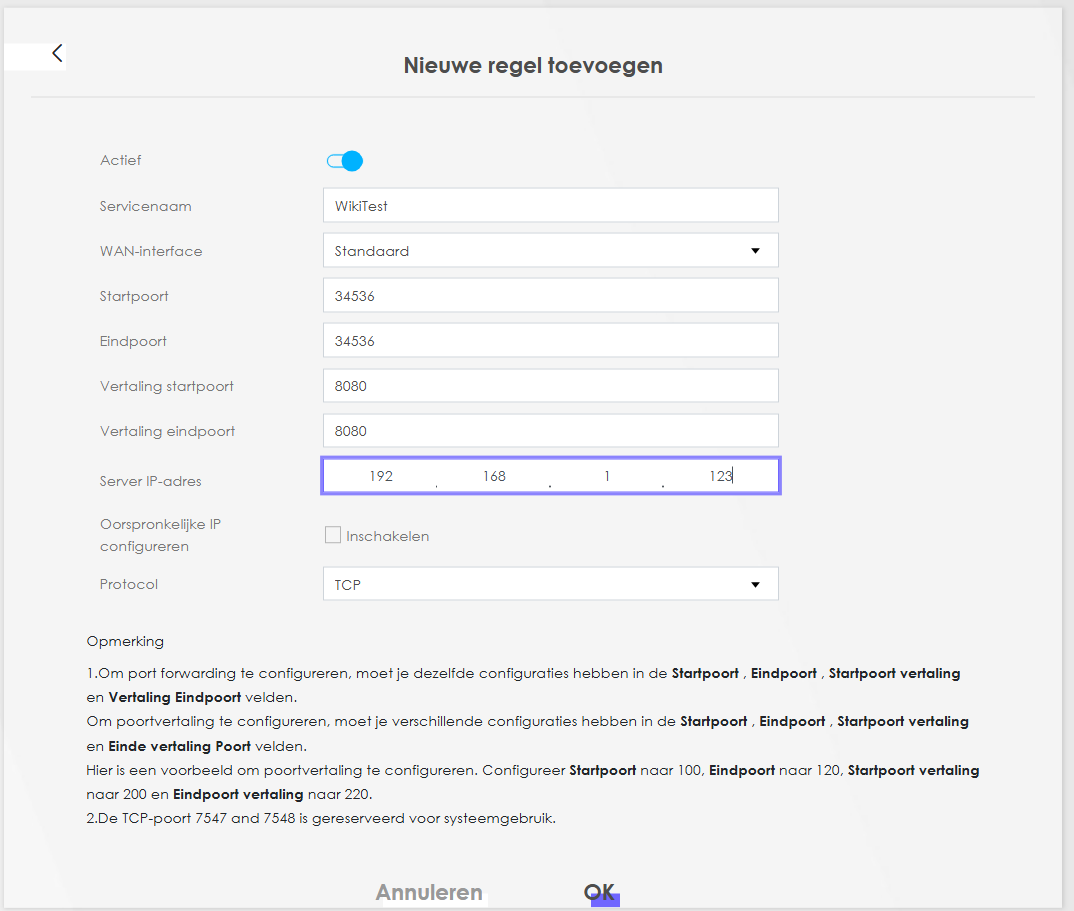 Nieuwe regel toevoegen
Actief
Servicenaam
WikiTest
WAN-interface
Standaard
Startpoort
34536
Eindpoort
34536
Vertaling startpoort
8080
Vertaling eindpoort
8080
Server IP-adres
192 . 168 . 1 . 123
Oorspronkelijke IP
configureren
Inschakelen
Protocol
TCP
Opmerking
1.Om port forwarding te configureren, moet je dezelfde configuraties hebben in de Startpoort , Eindpoort , Startpoort vertaling
en Vertaling Eindpoort velden.
Om poortvertaling te configureren, moet je verschillende configuraties hebben in de Startpoort , Eindpoort , Startpoort vertaling
en Einde vertaling Poort velden.
Hier is een voorbeeld om poortvertaling te configureren. Configureer Startpoort naar 100, Eindpoort naar 120, Startpoort vertaling
naar 200 en Eindpoort vertaling naar 220.
2.De TCP-poort 7547 and 7548 is gereserveerd voor systeemgebruik.
Annuleren
OK